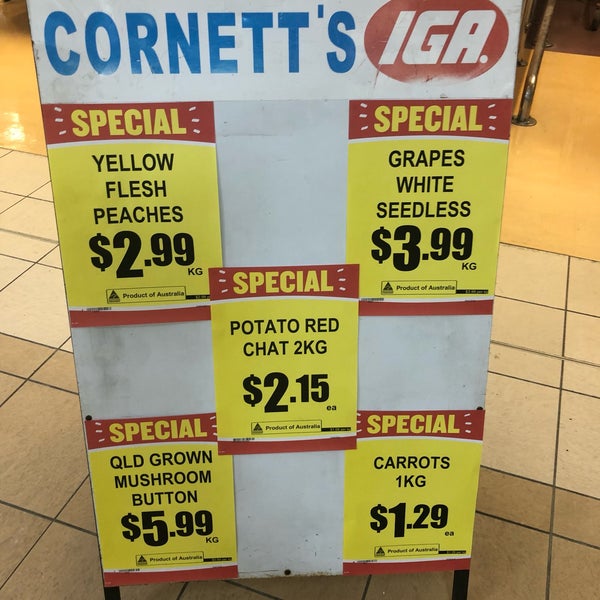 CORNETT'S IGA
SPECIAL
YELLOW
FLESH
PEACHES
$2.99
KG
Product of Australia
SPECIAL
GRAPES
WHITE
SEEDLESS
$3.99
KG
Product of Australia
SPECIAL
POTATO RED
CHAT 2KG
$2.15
ea
Product of Australia
SPECIAL
QLD GROWN
MUSHROOM
BUTTON
$5.99
KG
Product of Australia
SPECIAL
CARROTS
1KG
$1.29
ea
Product of Australia